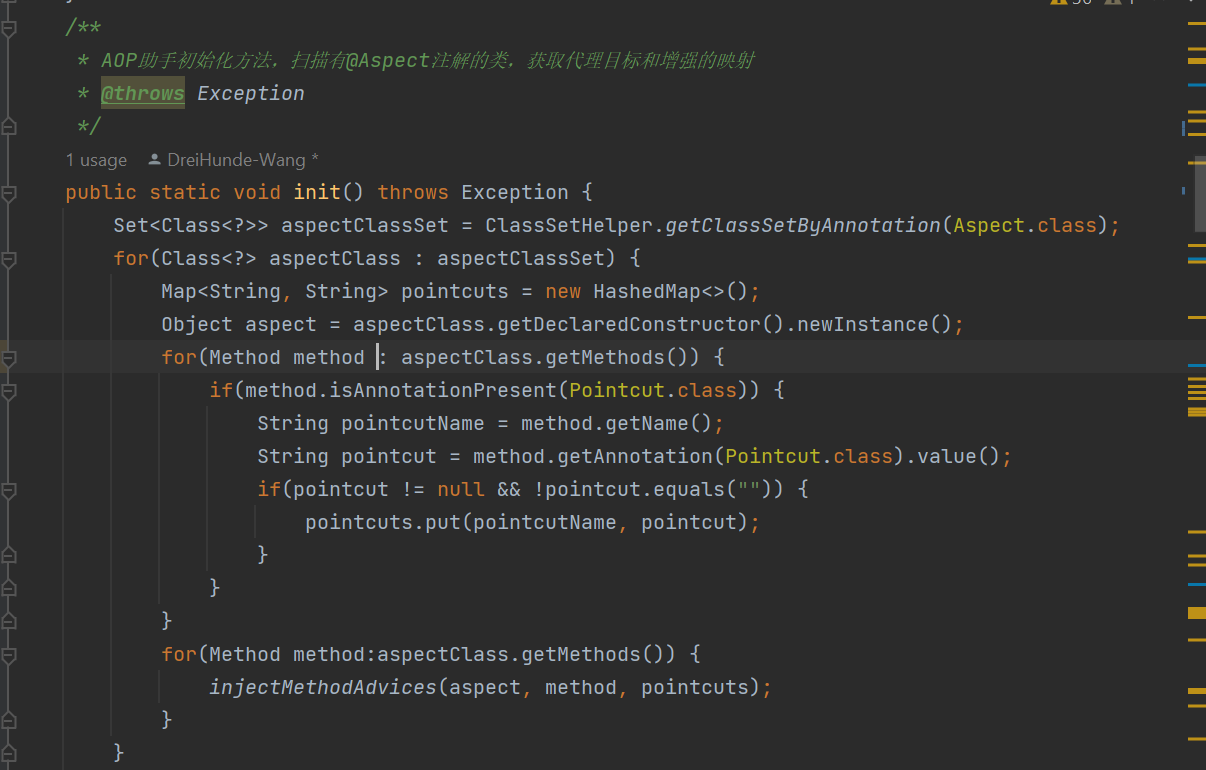 /**
 * AOP助手初始化方法，扫描有@Aspect注解的类，获取代理目标和增强的映射
 * @throws Exception
 */
1 usage DreiHunde-Wang *
public static void init() throws Exception {
    Set<Class<?>> aspectClassSet = ClassSetHelper.getClassSetByAnnotation(Aspect.class);
    for(Class<?> aspectClass : aspectClassSet) {
        Map<String, String> pointcuts = new HashedMap<>();
        Object aspect = aspectClass.getDeclaredConstructor().newInstance();
        for(Method method : aspectClass.getMethods()) {
            if(method.isAnnotationPresent(Pointcut.class)) {
                String pointcutName = method.getName();
                String pointcut = method.getAnnotation(Pointcut.class).value();
                if(pointcut != null && !pointcut.equals("")) {
                    pointcuts.put(pointcutName, pointcut);
                }
            }
        }
        for(Method method:aspectClass.getMethods()) {
            injectMethodAdvices(aspect, method, pointcuts);
        }
    }